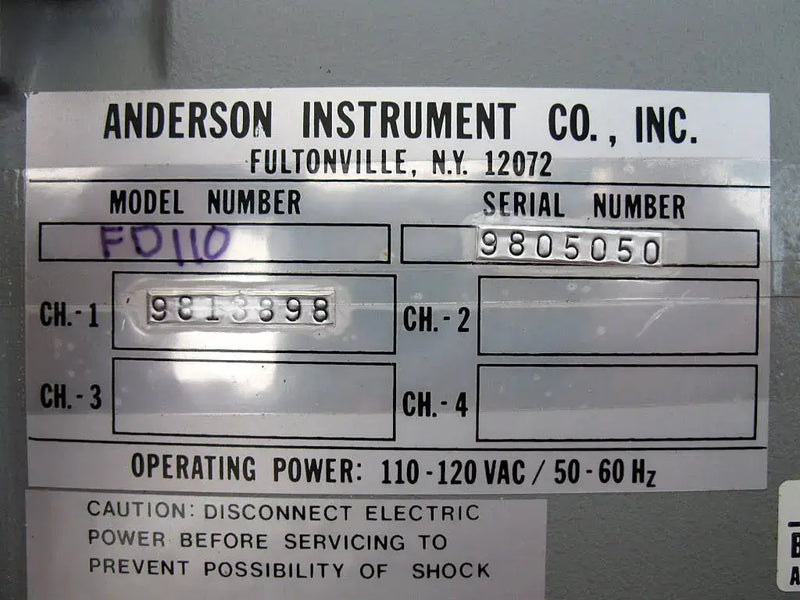 ANDERSON INSTRUMENT CO., INC.
FULTONVILLE, N.Y. 12072
MODEL NUMBER SERIAL NUMBER
FD110 9805050
CH.-1 9813898 CH.-2
CH.-3 CH.-4
OPERATING POWER: 110-120 VAC / 50-60 Hz
CAUTION: DISCONNECT ELECTRIC
POWER BEFORE SERVICING TO
PREVENT POSSIBILITY OF SHOCK